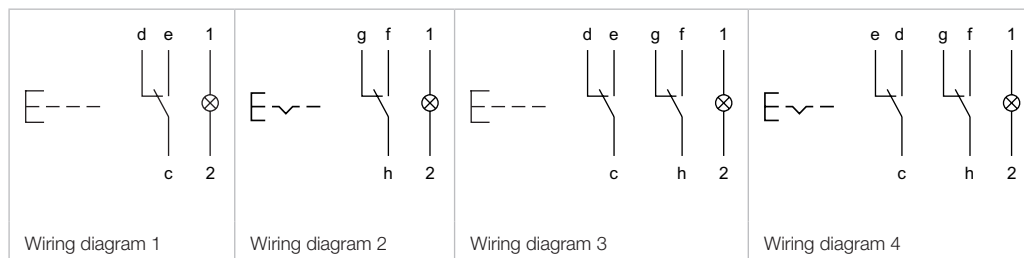 d e 1
c 2
Wiring diagram 1
g f 1
h 2
Wiring diagram 2
d e g f 1
c h 2
Wiring diagram 3
e d g f 1
c h 2
Wiring diagram 4